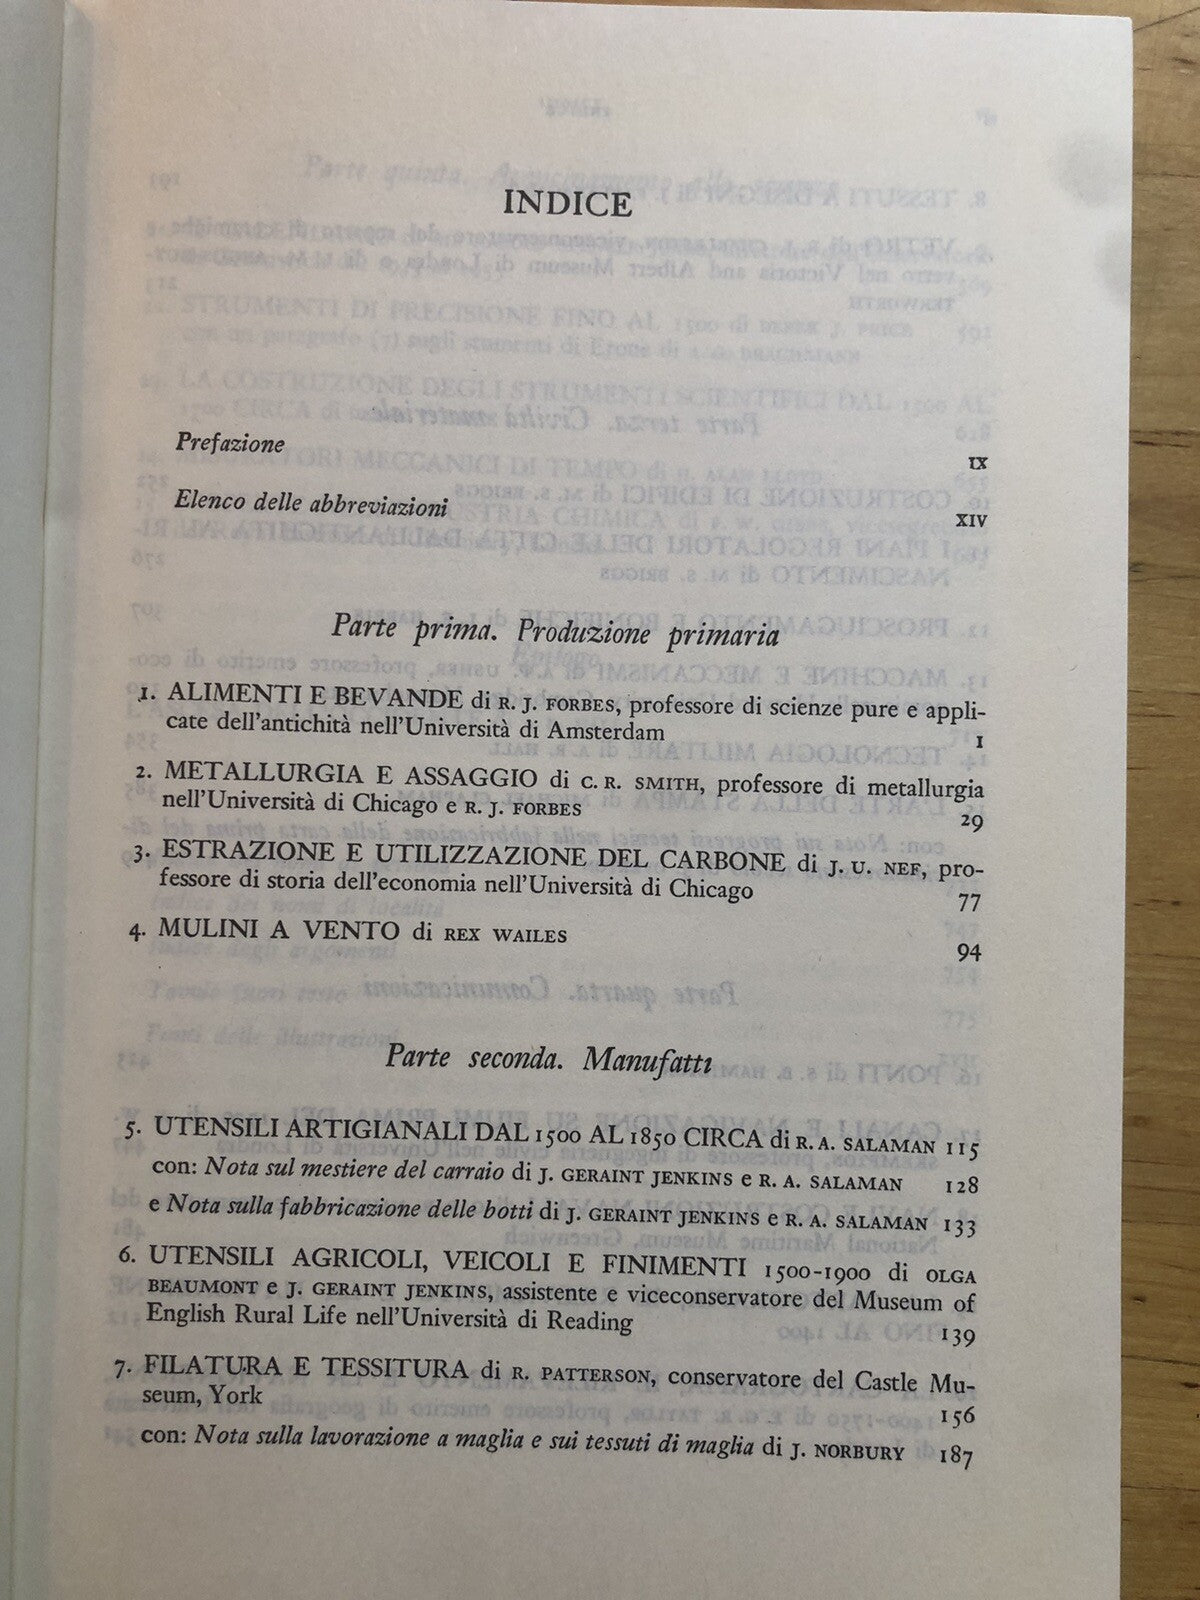 INDICE
Prefazione IX
Elenco delle abbreviazioni XIV
Parte prima. Produzione primaria
1. ALIMENTI E BEVANDE di R. J. FORBES, professore di scienze pure e appli-
cate dell'antichità nell'Università di Amsterdam 1
2. METALLURGIA E ASSAGGIO di C. R. SMITH, professore di metallurgia
nell'Università di Chicago e R. J. FORBES 29
3. ESTRAZIONE E UTILIZZAZIONE DEL CARBONE di J. U. NEF, pro-
fessore di storia dell'economia nell'Università di Chicago 77
4. MULINI A VENTO di REX WAILES 94
Parte seconda. Manufatti
5. UTENSILI ARTIGIANALI DAL 1500 AL 1850 CIRCA di R. A. SALAMAN 115
con: Nota sul mestiere del carraio di J. GERAINT JENKINS e R. A. SALAMAN 128
e Nota sulla fabbricazione delle botti di J. GERAINT JENKINS e R. A. SALAMAN 133
6. UTENSILI AGRICOLI, VEICOLI E FINIMENTI 1500-1900 di OLGA
BEAUMONT e J. GERAINT JENKINS, assistente e viceconservatore del Museum of
English Rural Life nell'Università di Reading 139
7. FILATURA E TESSITURA di R. PATTERSON, conservatore del Castle Mu-
seum, York 156
con: Nota sulla lavorazione a maglia e sui tessuti di maglia di J. NORBURY 187